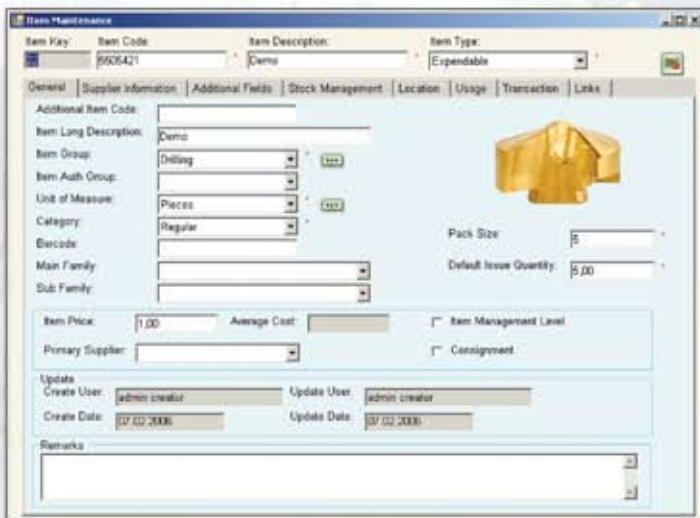 Item Maintenance
Item Key: Item Code: Item Description: Item Type:
5505421 * Demo * Expendable *
General Supplier Information Additional Fields Stock Management Location Usage Transaction Links
Additional Item Code:
Item Long Description: Demo
Item Group: Drilling *
Item Auth Group:
Unit of Measure: Pieces *
Category: Regular *
Barcode:
Main Family:
Sub Family:
Pack Size: 5 *
Default Issue Quantity: 5,00 *
Item Price: 1,00 Average Cost: Item Management Level
Primary Supplier: Consignment
Update
Create User: admin creator Update User: admin creator
Create Date: 07.02.2006 Update Date: 07.02.2006
Remarks